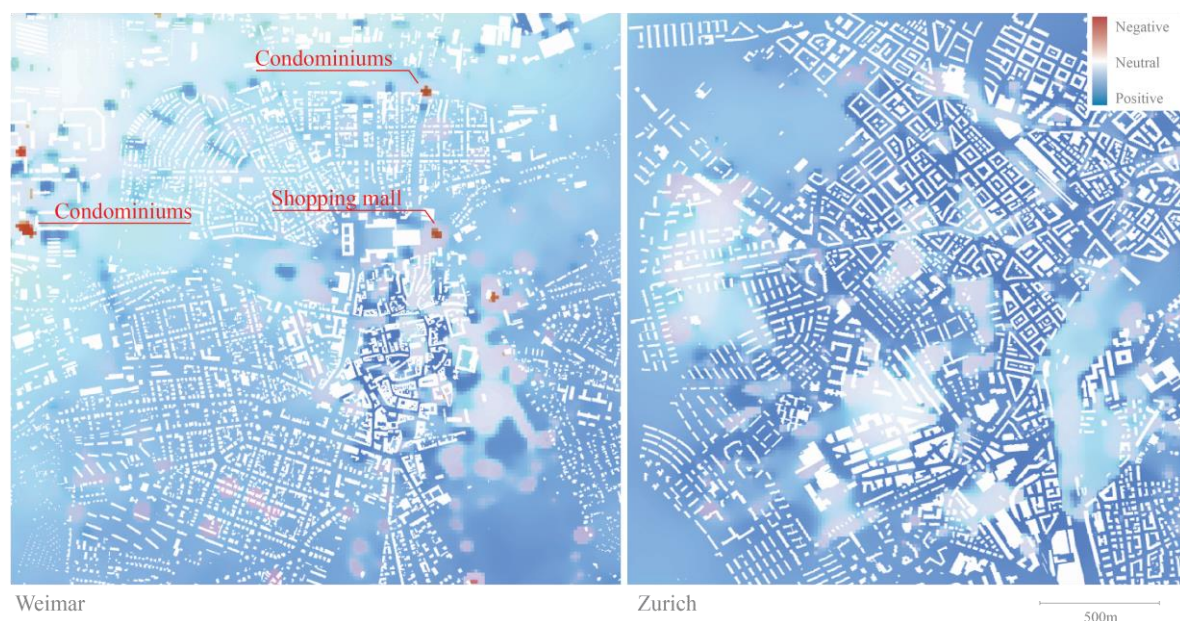 Condominiums
Shopping mall
Condominiums
Negative
Neutral
Positive
Weimar
Zurich
500m